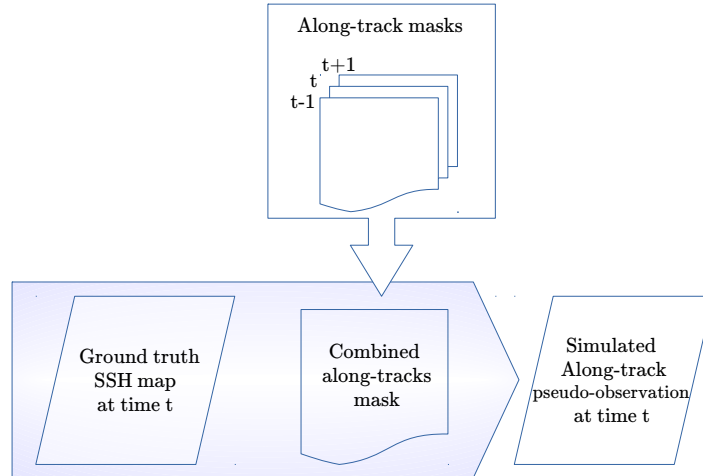 Along-track masks
t+1
t
t-1
Ground truth
SSH map
at time t
Combined
along-tracks
mask
Simulated
Along-track
pseudo-observation
at time t